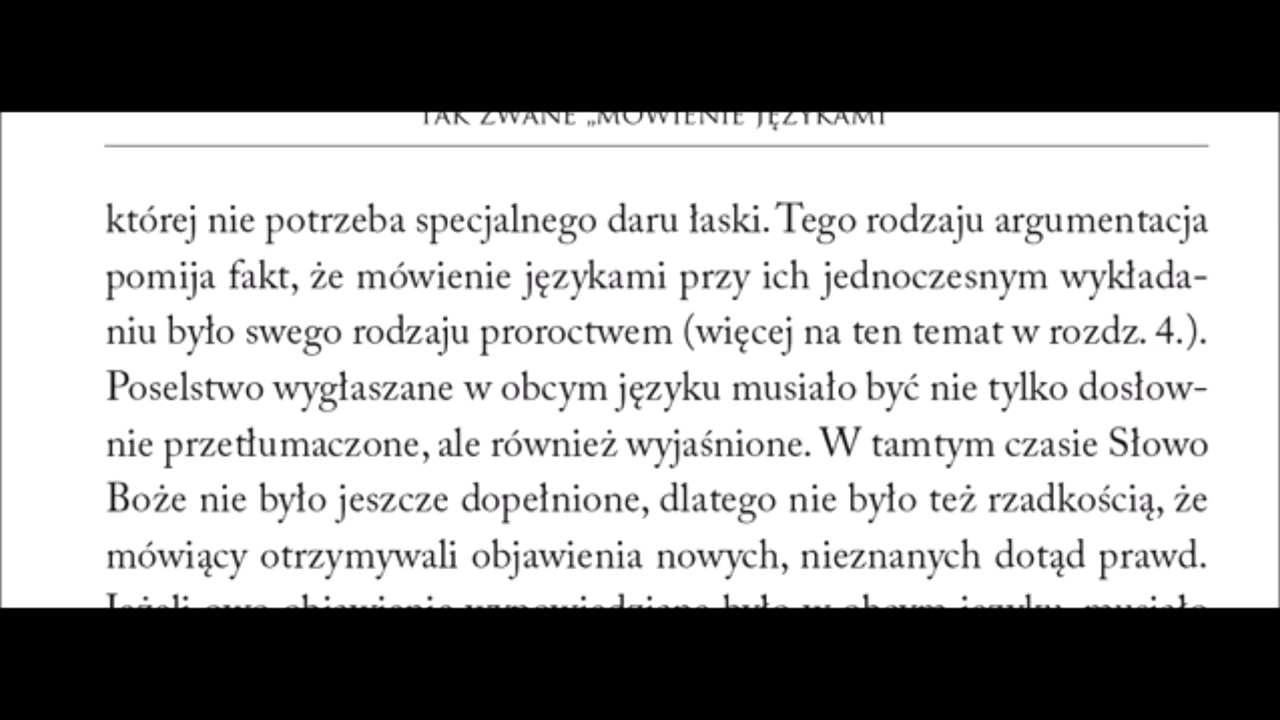 TAK ZWANE „MÓWIENIE JĘZYKAMI
której nie potrzeba specjalnego daru łaski. Tego rodzaju argumentacja
pomija fakt, że mówienie językami przy ich jednoczesnym wykłada-
niu było swego rodzaju proroctwem (więcej na ten temat w rozdz. 4.).
Poselstwo wygłaszane w obcym języku musiało być nie tylko dosłow-
nie przetłumaczone, ale również wyjaśnione. W tamtym czasie Słowo
Boże nie było jeszcze dopełnione, dlatego nie było też rzadkością, że
mówiący otrzymywali objawienia nowych, nieznanych dotąd prawd.